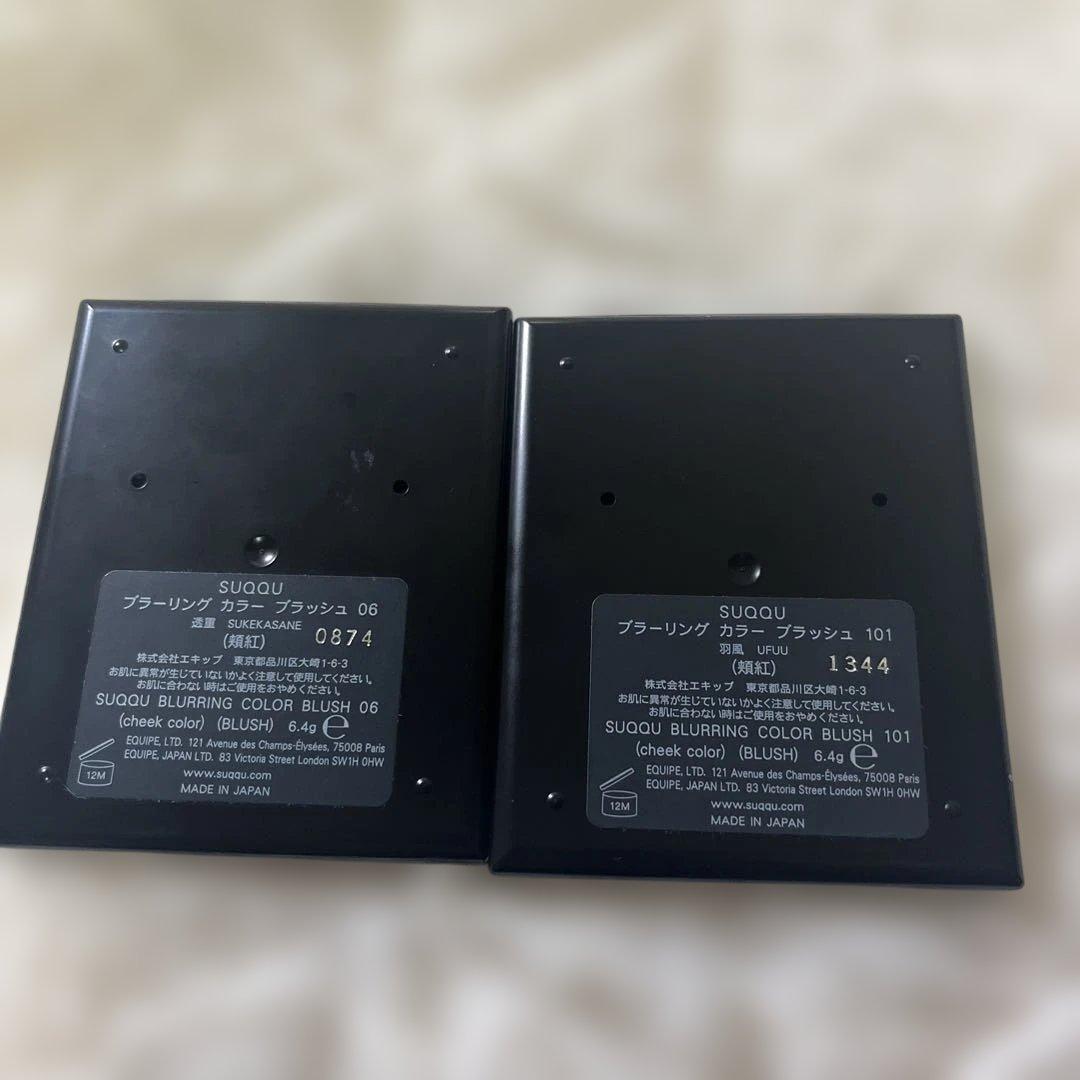 SUQQU
ブラーリング カラー ブラッシュ 06
透重 SUKEKASANE
(頬紅) 0874
株式会社エキップ 東京都品川区大崎1-6-3
お肌に異常が生じていないかよく注意して使用してください。
お肌に合わない時はご使用をおやめください。
SUQQU BLURRING COLOR BLUSH 06
(cheek color) (BLUSH) 6.4g ℮
EQUIPE, LTD. 121 Avenue des Champs-Élysées, 75008 Paris
EQUIPE, JAPAN LTD. 83 Victoria Street London SW1H 0HW
12M
www.suqqu.com
MADE IN JAPAN
SUQQU
ブラーリング カラー ブラッシュ 101
羽風 UFUU
(頬紅) 1344
株式会社エキップ 東京都品川区大崎1-6-3
お肌に異常が生じていないかよく注意して使用してください。
お肌に合わない時はご使用をおやめください。
SUQQU BLURRING COLOR BLUSH 101
(cheek color) (BLUSH) 6.4g ℮
EQUIPE, LTD. 121 Avenue des Champs-Élysées, 75008 Paris
EQUIPE, JAPAN LTD. 83 Victoria Street London SW1H 0HW
12M
www.suqqu.com
MADE IN JAPAN